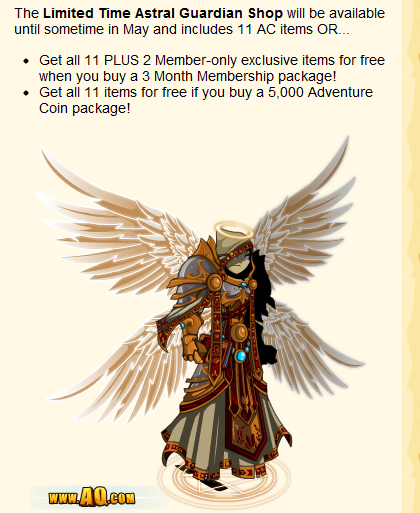 The Limited Time Astral Guardian Shop will be available
until sometime in May and includes 11 AC items OR...
• Get all 11 PLUS 2 Member-only exclusive items for free
when you buy a 3 Month Membership package!
• Get all 11 items for free if you buy a 5,000 Adventure
Coin package!
WWW.AQ.COM